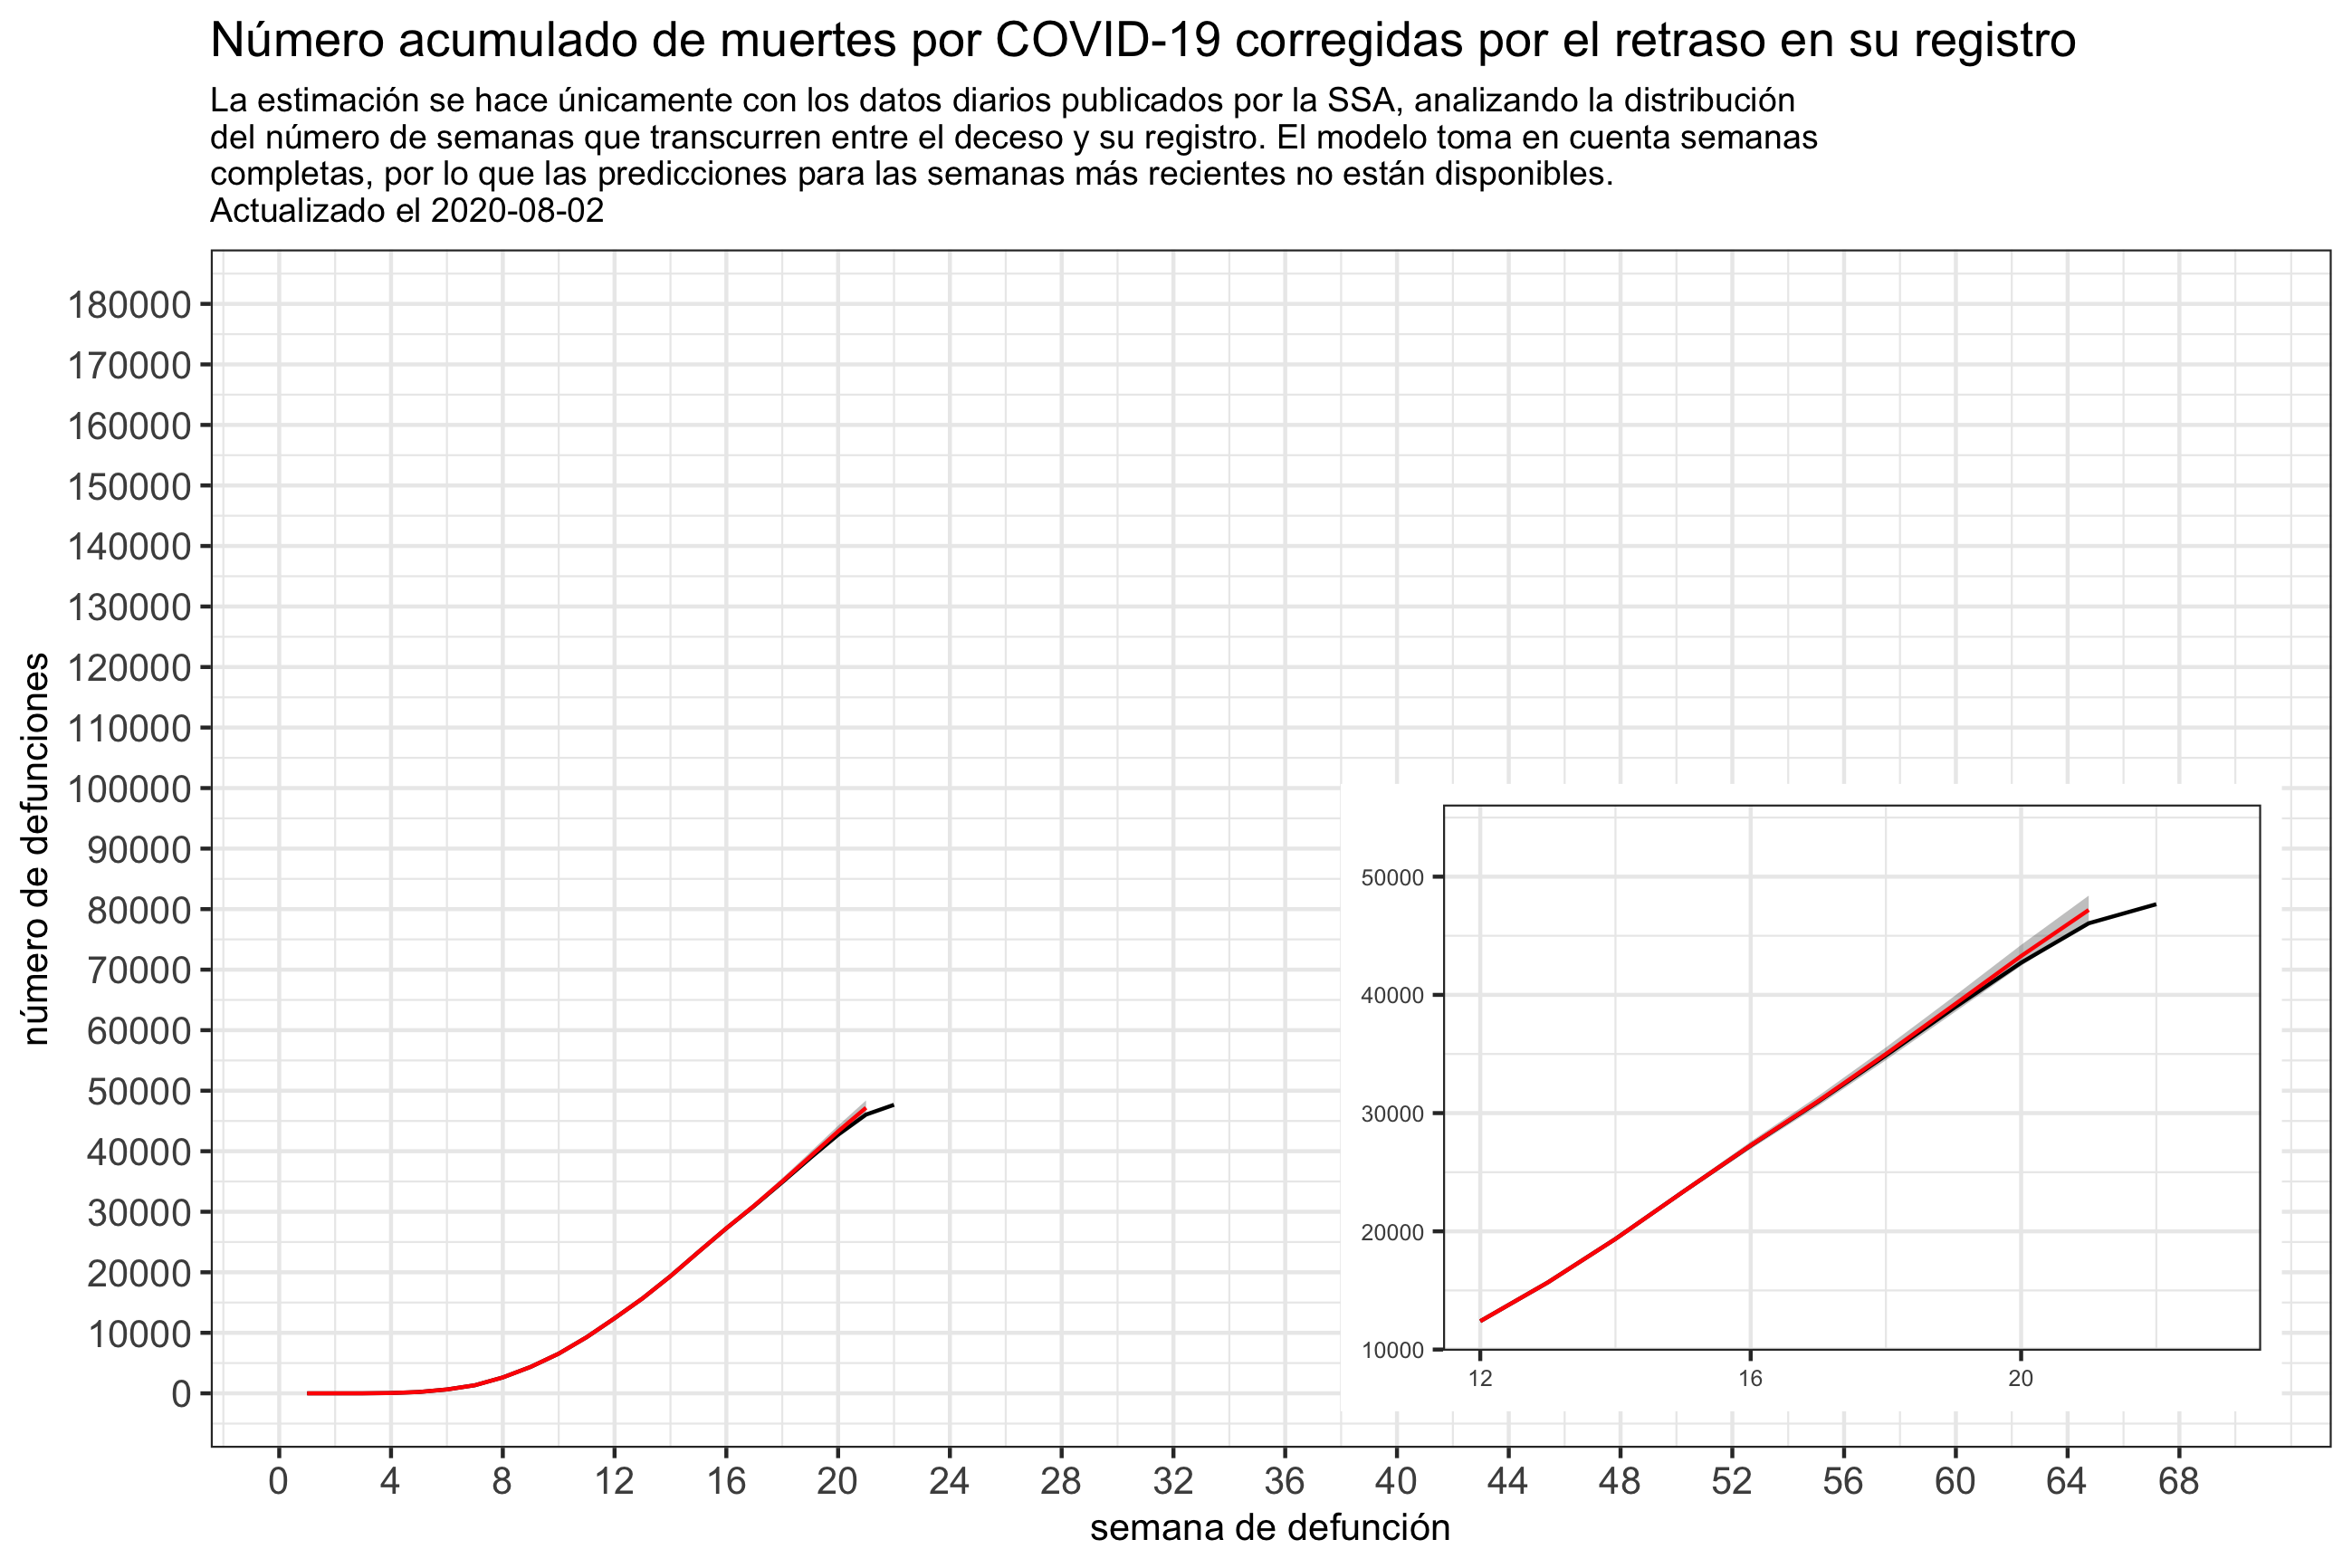 Número acumulado de muertes por COVID-19 corregidas por el retraso en su registro
La estimación se hace únicamente con los datos diarios publicados por la SSA, analizando la distribución
del número de semanas que transcurren entre el deceso y su registro. El modelo toma en cuenta semanas
completas, por lo que las predicciones para las semanas más recientes no están disponibles.
Actualizado el 2020-08-02
número de defunciones
180000
170000
160000
150000
140000
130000
120000
110000
100000
90000
80000
70000
60000
50000
40000
30000
20000
10000
0
50000
40000
30000
20000
10000
12 16 20
0 4 8 12 16 20 24 28 32 36 40 44 48 52 56 60 64 68
semana de defunción